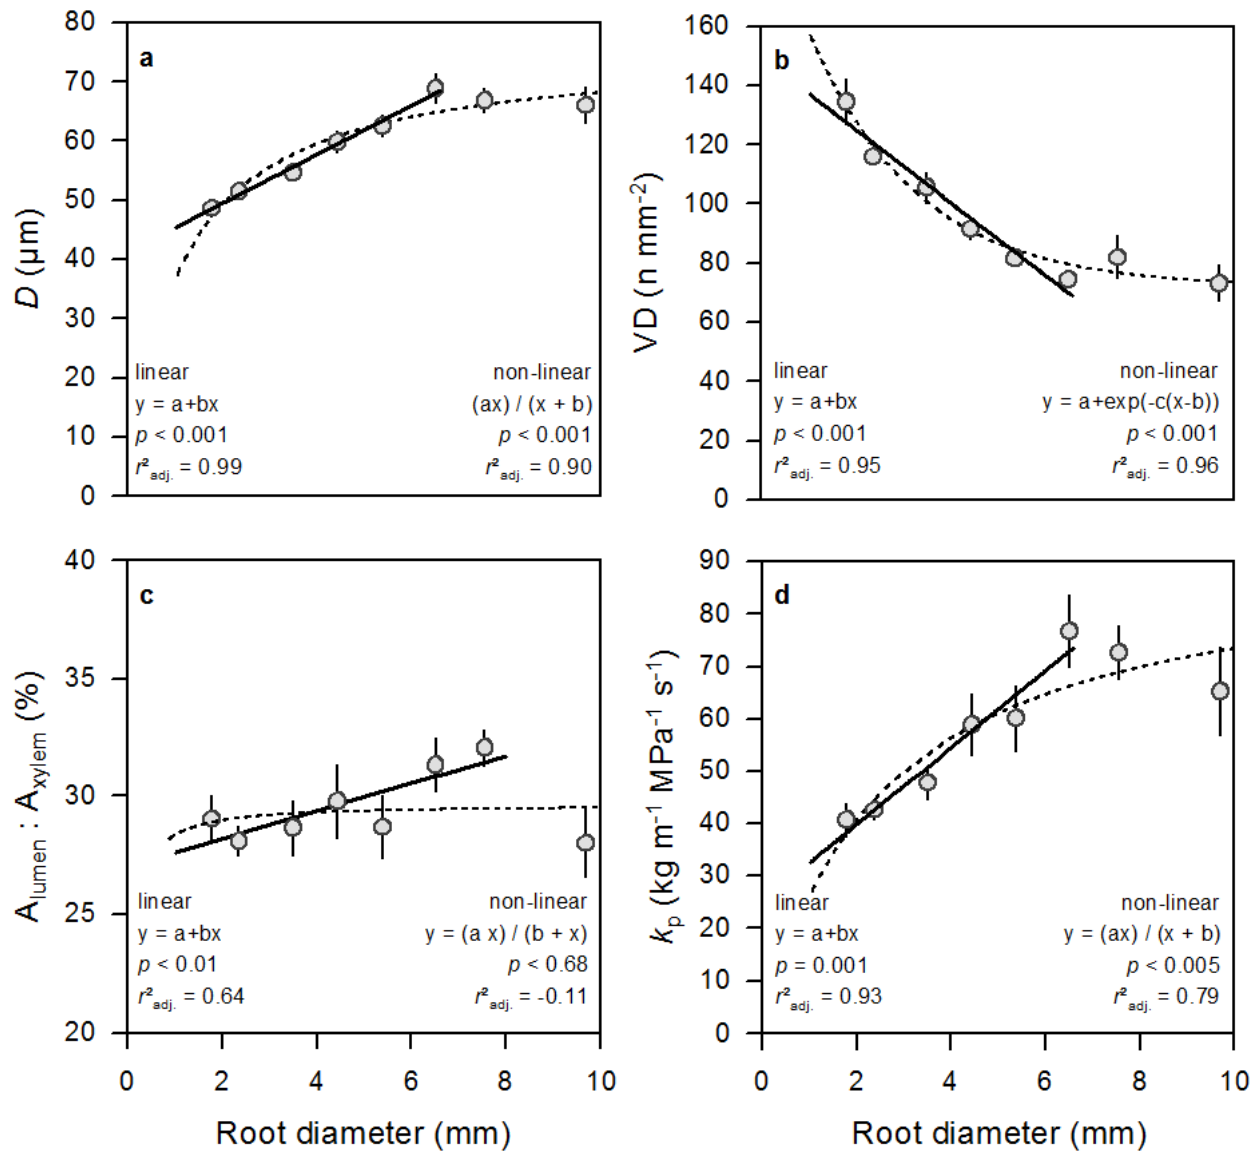 80
70
60
50
40
30
20
10
0
D (µm)
a
linear
y = a+bx
p < 0.001
r²adj. = 0.99
non-linear
(ax) / (x + b)
p < 0.001
r²adj. = 0.90
160
140
120
100
80
60
40
20
0
VD (n mm-2)
b
linear
y = a+bx
p < 0.001
r²adj. = 0.95
non-linear
y = a+exp(-c(x-b))
p < 0.001
r²adj. = 0.96
40
35
30
25
20
Alumen : Axylem (%)
c
linear
y = a+bx
p < 0.01
r²adj. = 0.64
non-linear
y = (a x) / (b + x)
p < 0.68
r²adj. = -0.11
0 2 4 6 8 10
Root diameter (mm)
90
80
70
60
50
40
30
20
10
0
kp (kg m-1 MPa-1 s-1)
d
linear
y = a+bx
p = 0.001
r²adj. = 0.93
non-linear
y = (ax) / (x + b)
p < 0.005
r²adj. = 0.79
0 2 4 6 8 10
Root diameter (mm)